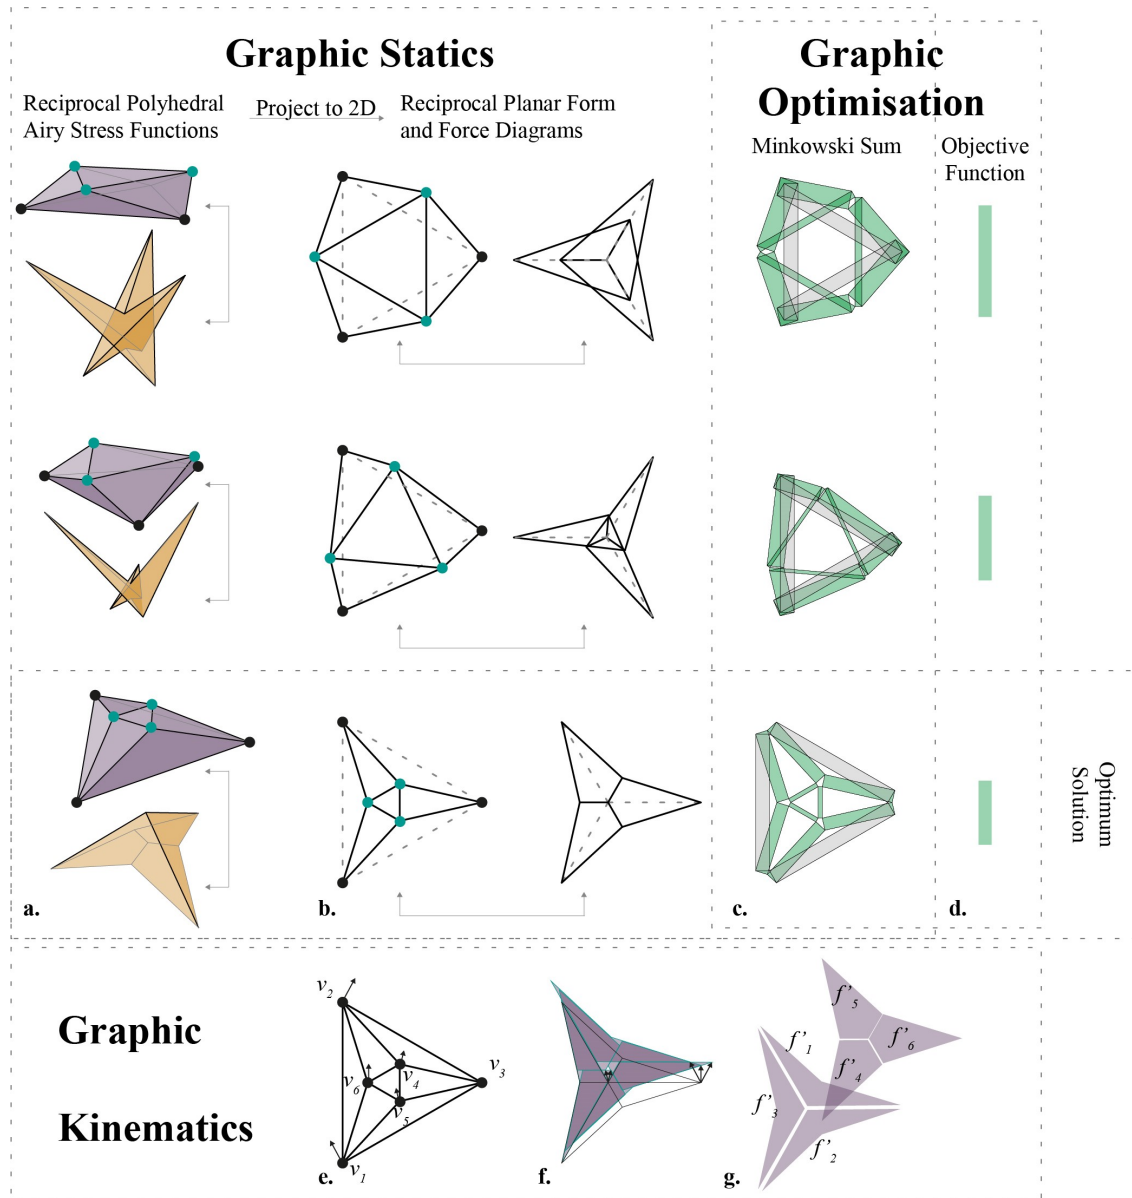 Graphic Statics
Graphic
Optimisation
Reciprocal Polyhedral
Airy Stress Functions
Project to 2D
Reciprocal Planar Form
and Force Diagrams
Minkowski Sum
Objective
Function
Optimum
Solution
a.
b.
c.
d.
Graphic
Kinematics
v2
v3
v4
v6
v5
v1
e.
f.
f'5
f'6
f'1
f'4
f'3
f'2
g.